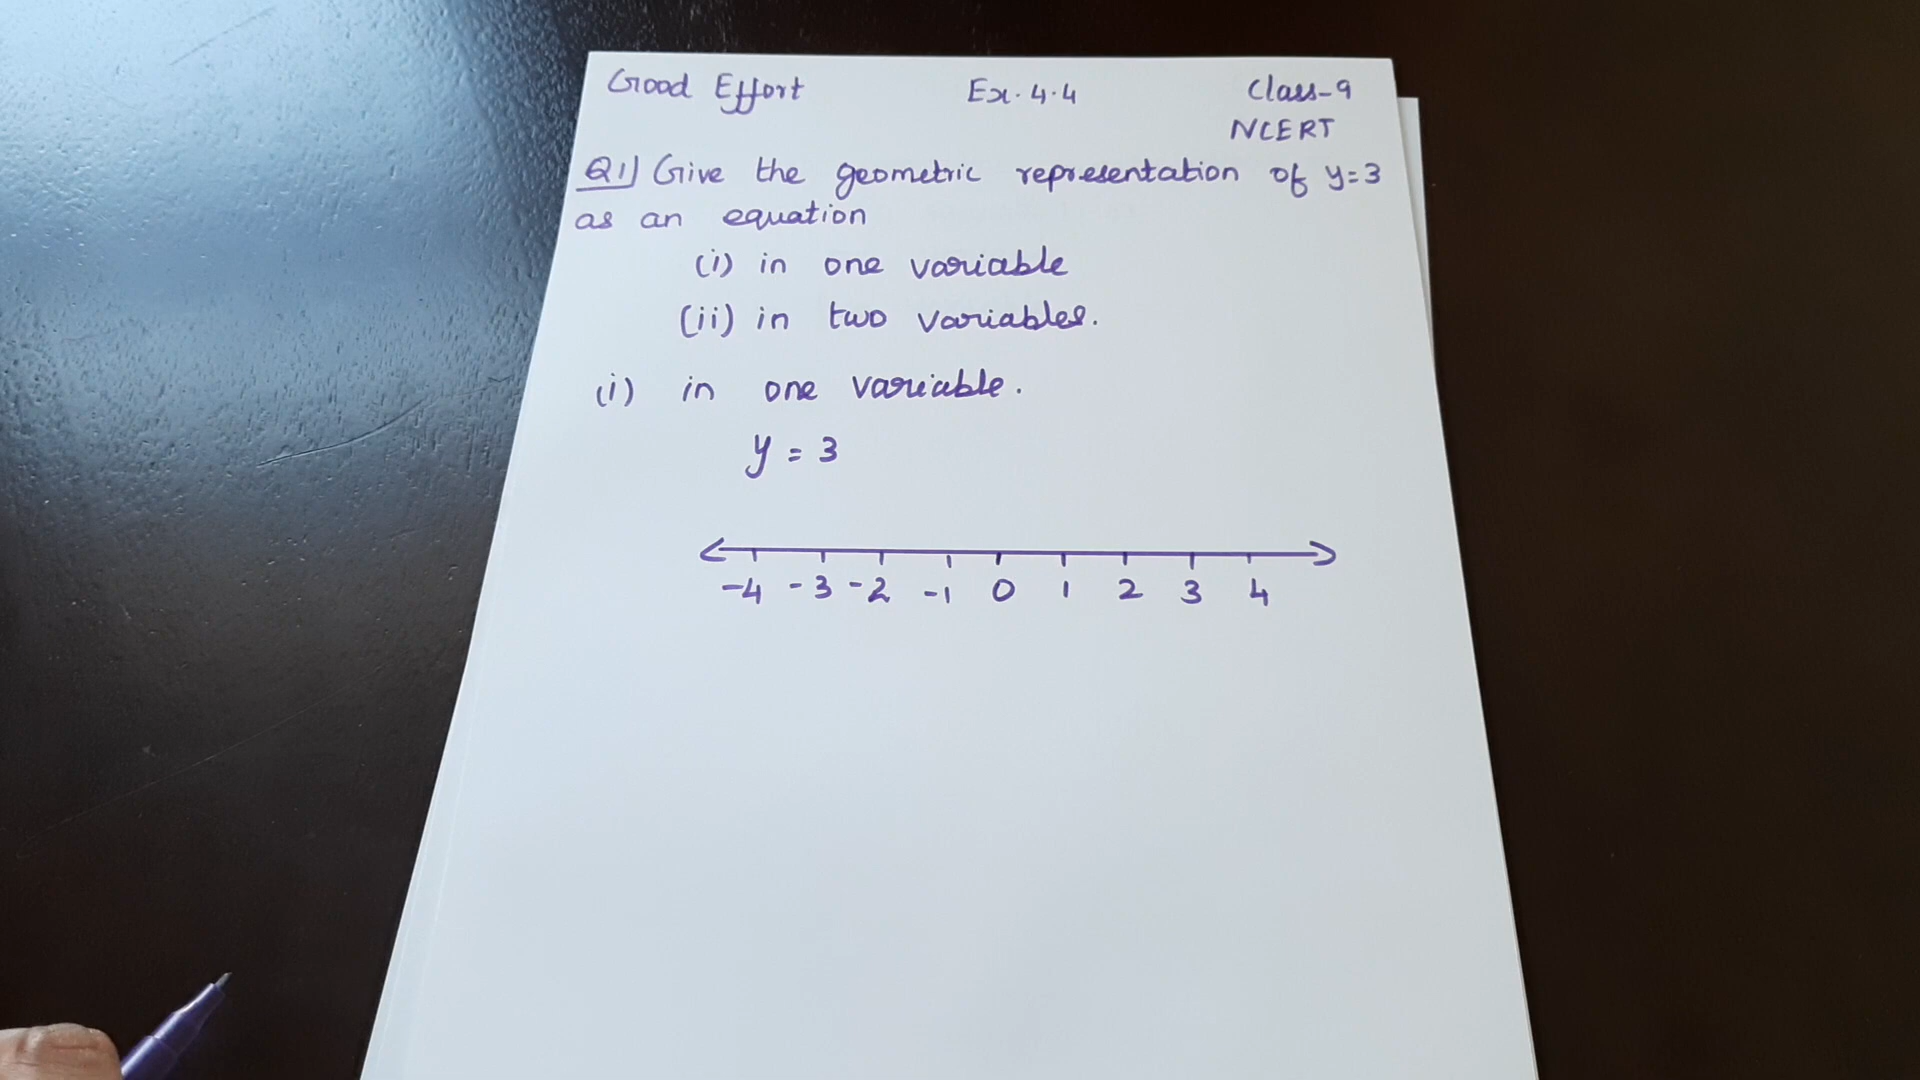 Good Effort Ex. 4.4 Class-9
NCERT
Q1) Give the geometric representation of y=3
as an equation
(i) in one variable
(ii) in two variables.
(i) in one variable.
y = 3
-4 -3 -2 -1 0 1 2 3 4